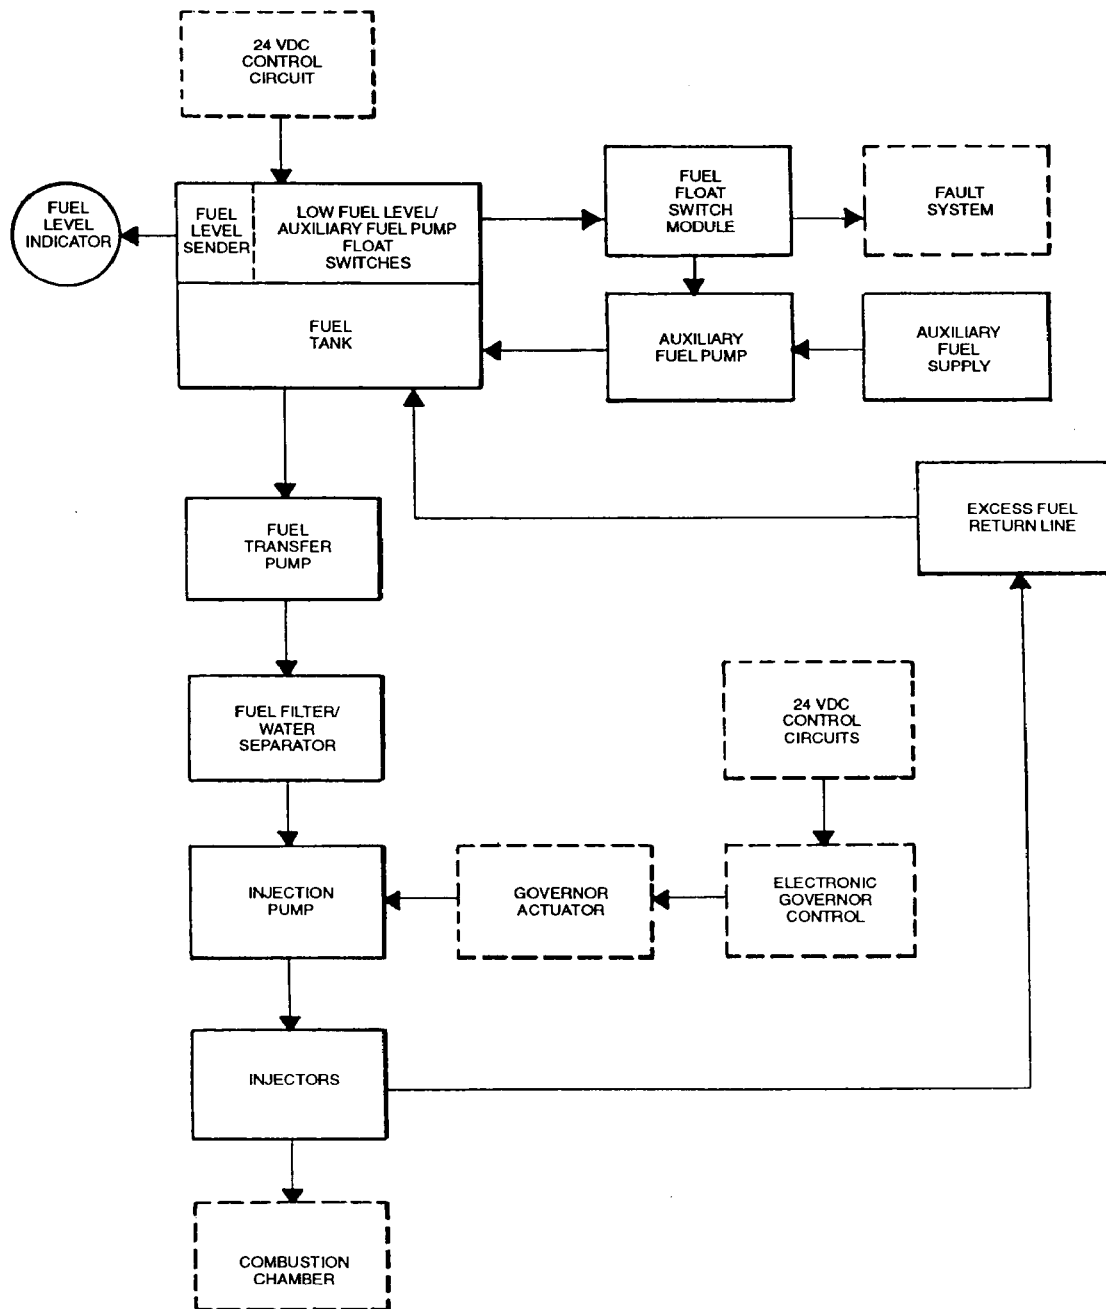 24 VDC
CONTROL
CIRCUIT
FUEL
LEVEL
INDICATOR
FUEL
LEVEL
SENDER
LOW FUEL LEVEL/
AUXILIARY FUEL PUMP
FLOAT
SWITCHES
FUEL
FLOAT
SWITCH
MODULE
FAULT
SYSTEM
FUEL
TANK
AUXILIARY
FUEL PUMP
AUXILIARY
FUEL
SUPPLY
EXCESS FUEL
RETURN LINE
FUEL
TRANSFER
PUMP
FUEL FILTER/
WATER
SEPARATOR
24 VDC
CONTROL
CIRCUITS
INJECTION
PUMP
GOVERNOR
ACTUATOR
ELECTRONIC
GOVERNOR
CONTROL
INJECTORS
COMBUSTION
CHAMBER